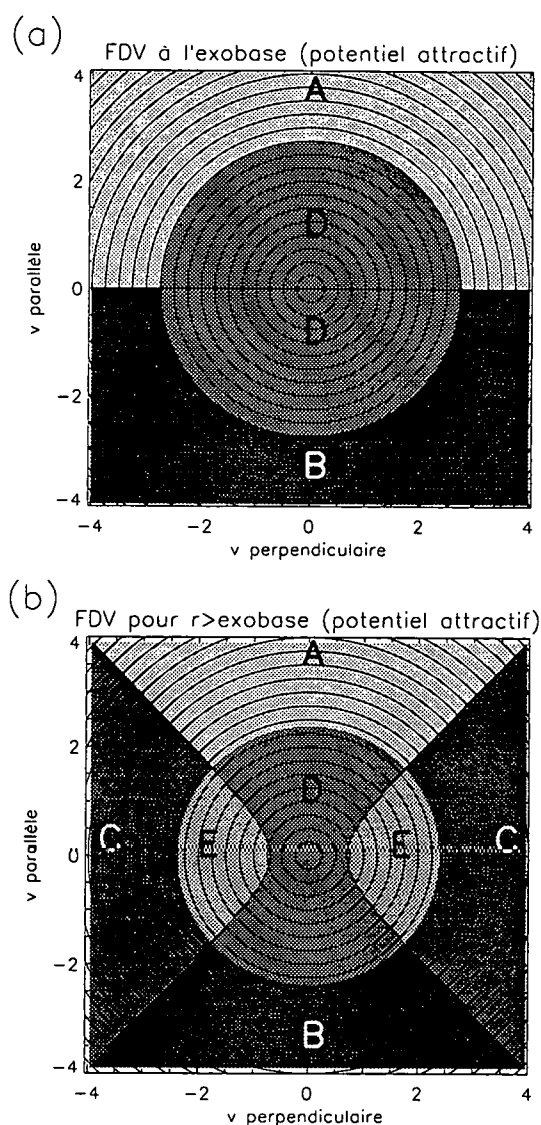 (a)
FDV à l'exobase (potentiel attractif)
4
A
2
D
v parallèle
0
D
-2
B
-4
-4 -2 0 2 4
v perpendiculaire
(b)
FDV pour r>exobase (potentiel attractif)
4
A
2
D
v parallèle
C E E C
0
-2
B
-4
-4 -2 0 2 4
v perpendiculaire